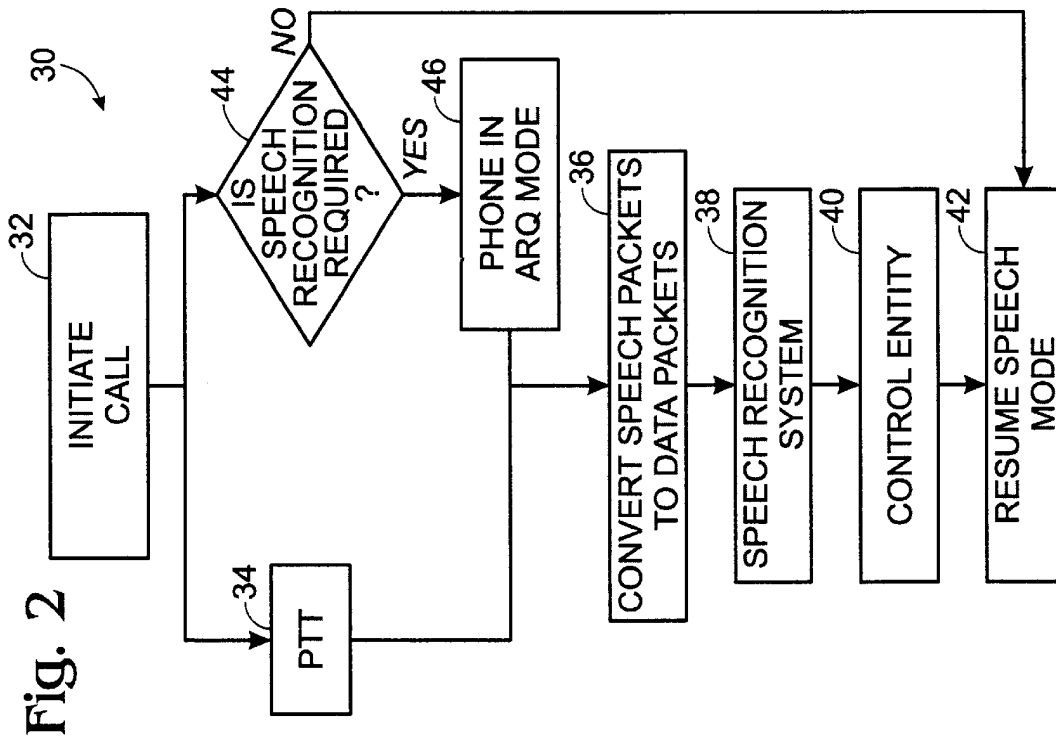 Fig. 2
30
32
INITIATE
CALL
34
PTT
44
IS
SPEECH
RECOGNITION
REQUIRED
?
NO
YES
46
PHONE IN
ARQ MODE
36
CONVERT SPEECH PACKETS
TO DATA PACKETS
38
SPEECH RECOGNITION
SYSTEM
40
CONTROL ENTITY
42
RESUME SPEECH
MODE